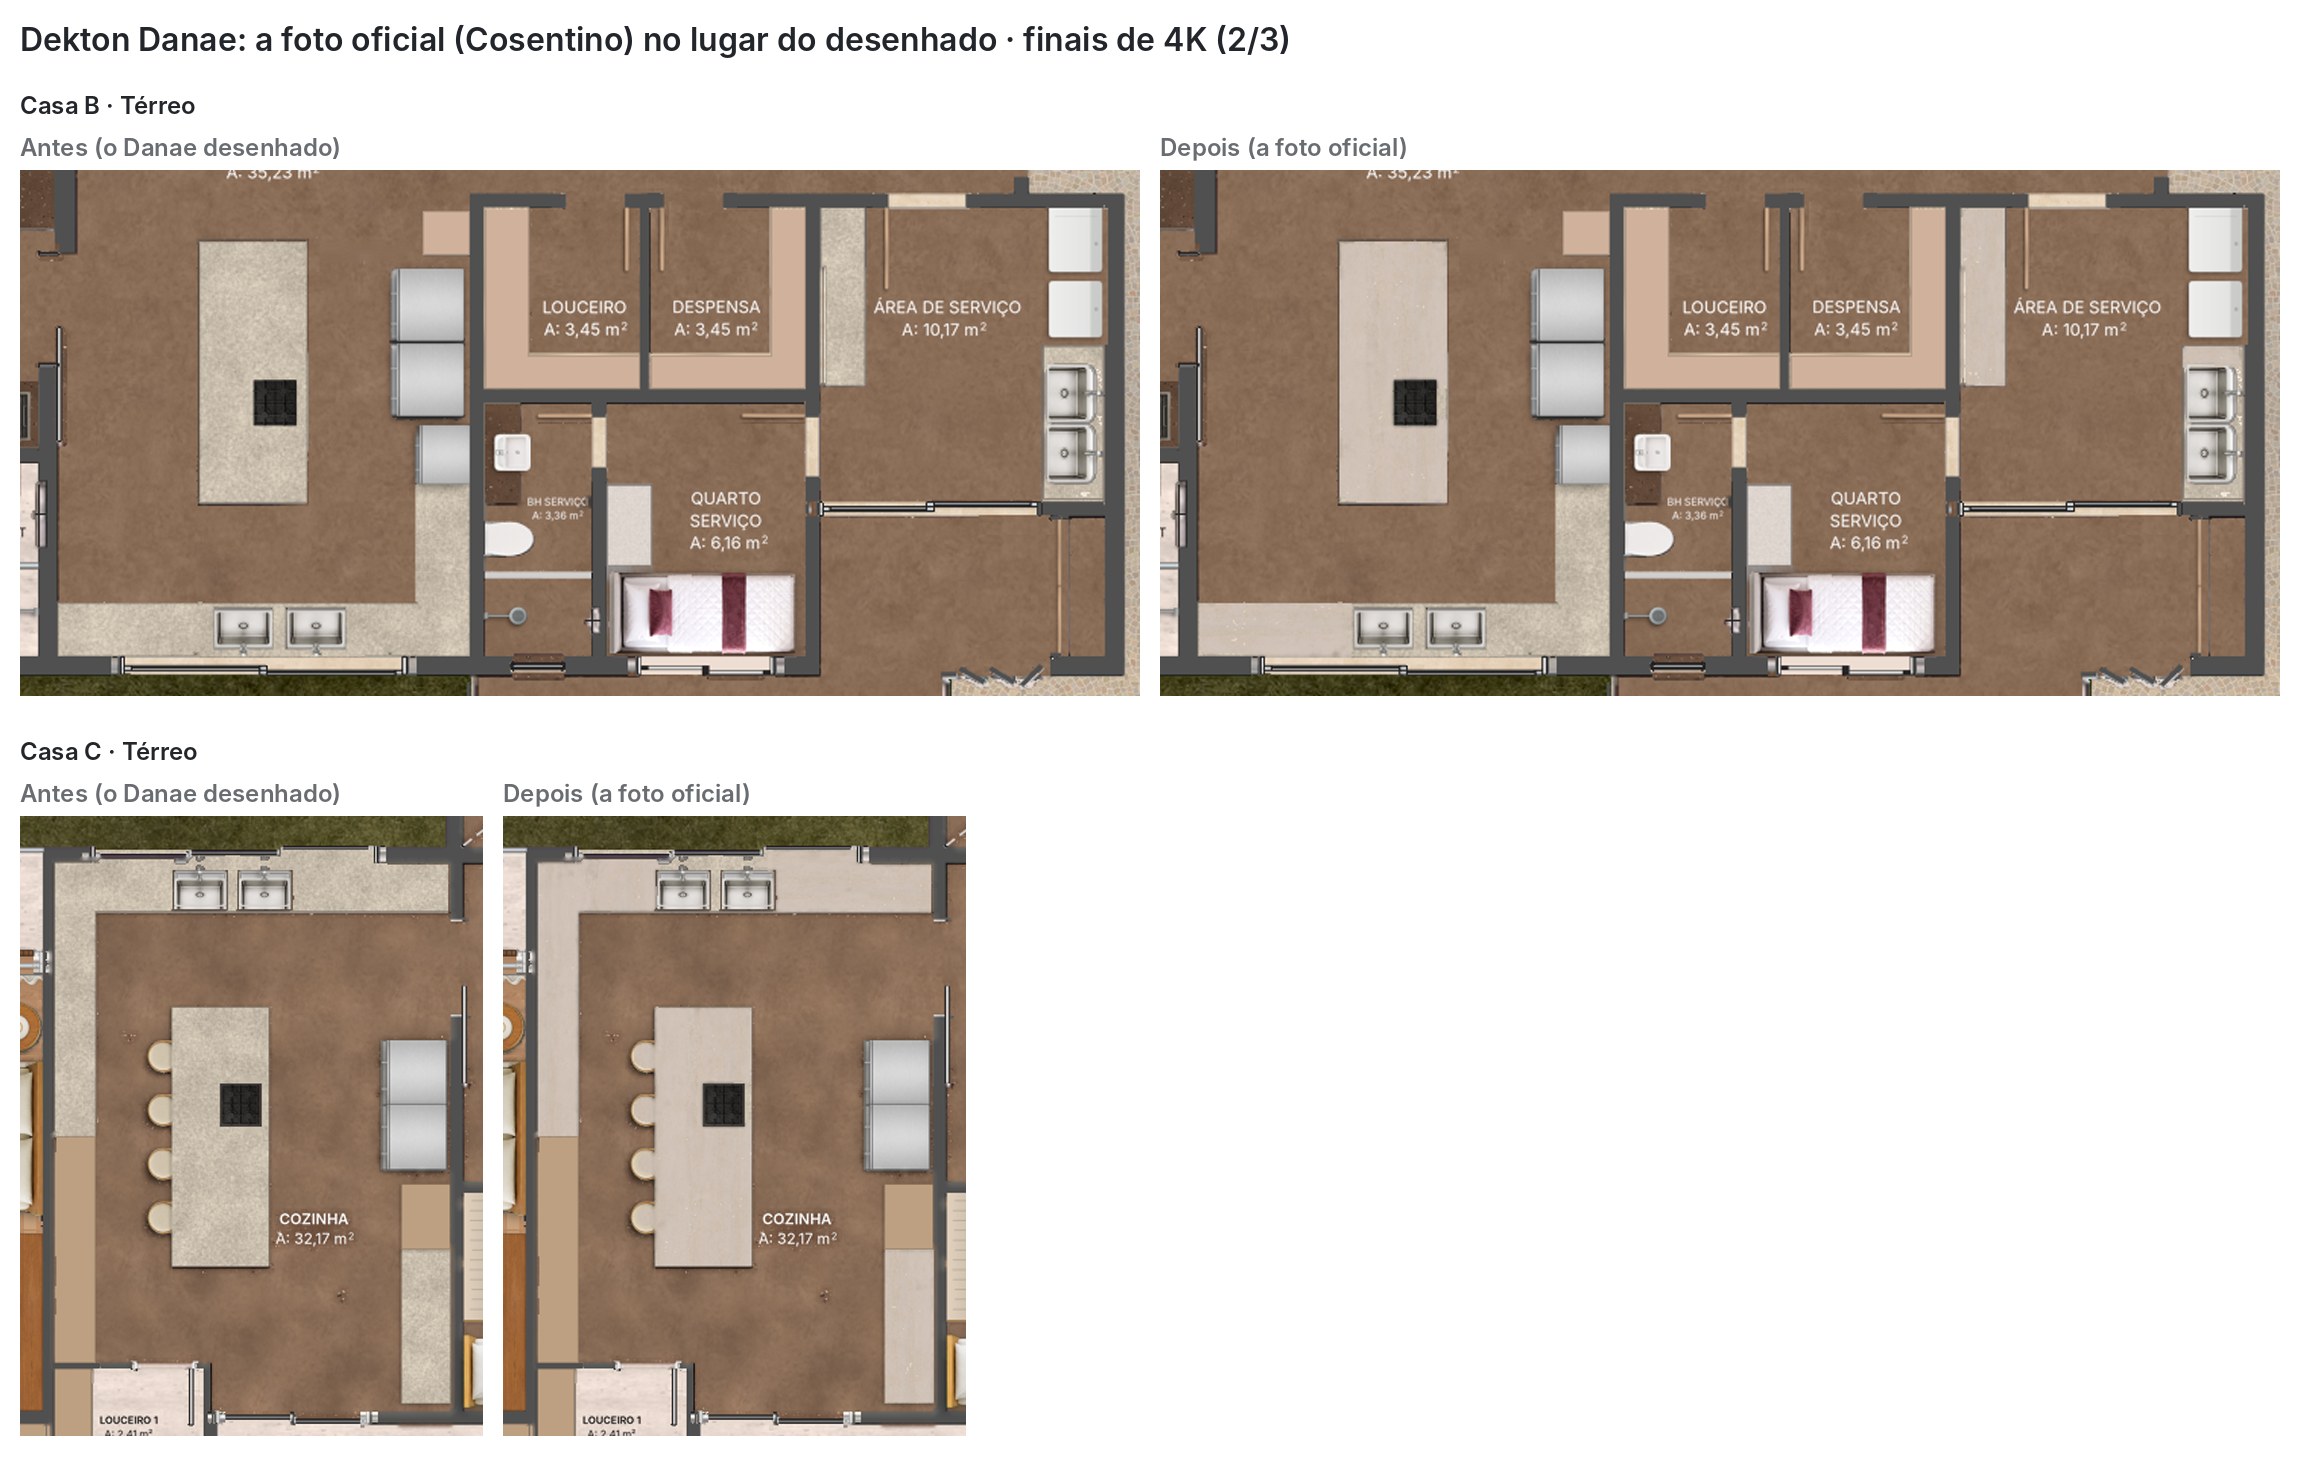 Dekton Danae: a foto oficial (Cosentino) no lugar do desenhado · finais de 4K (2/3)
Casa B · Térreo
Antes (o Danae desenhado)
Depois (a foto oficial)
A: 35,23 m²
LOUCEIRO
A: 3,45 m²
DESPENSA
A: 3,45 m²
ÁREA DE SERVIÇO
A: 10,17 m²
BH SERVIÇO
A: 3,36 m²
QUARTO
SERVIÇO
A: 6,16 m²
T
A: 35,23 m²
LOUCEIRO
A: 3,45 m²
DESPENSA
A: 3,45 m²
ÁREA DE SERVIÇO
A: 10,17 m²
BH SERVIÇO
A: 3,36 m²
QUARTO
SERVIÇO
A: 6,16 m²
T
Casa C · Térreo
Antes (o Danae desenhado)
Depois (a foto oficial)
COZINHA
A: 32,17 m²
LOUCEIRO 1
A: 2,41 m²
COZINHA
A: 32,17 m²
LOUCEIRO 1
A: 2,41 m²